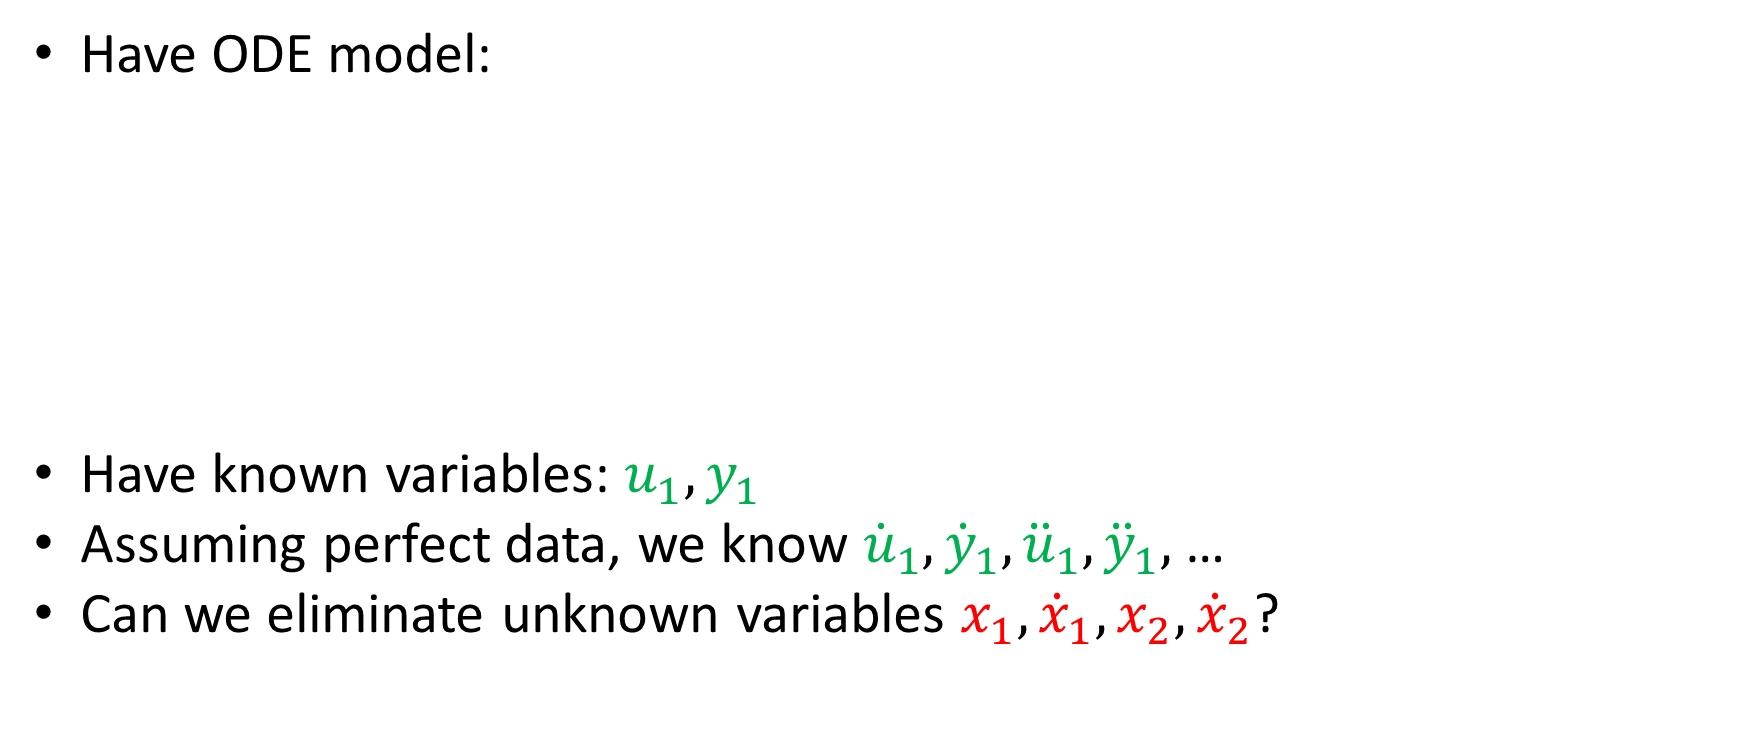 • Have ODE model:
• Have known variables: u₁, y₁
• Assuming perfect data, we know u̇₁, ẏ₁, ü₁, ÿ₁, ...
• Can we eliminate unknown variables x₁, ẋ₁, x₂, ẋ₂?